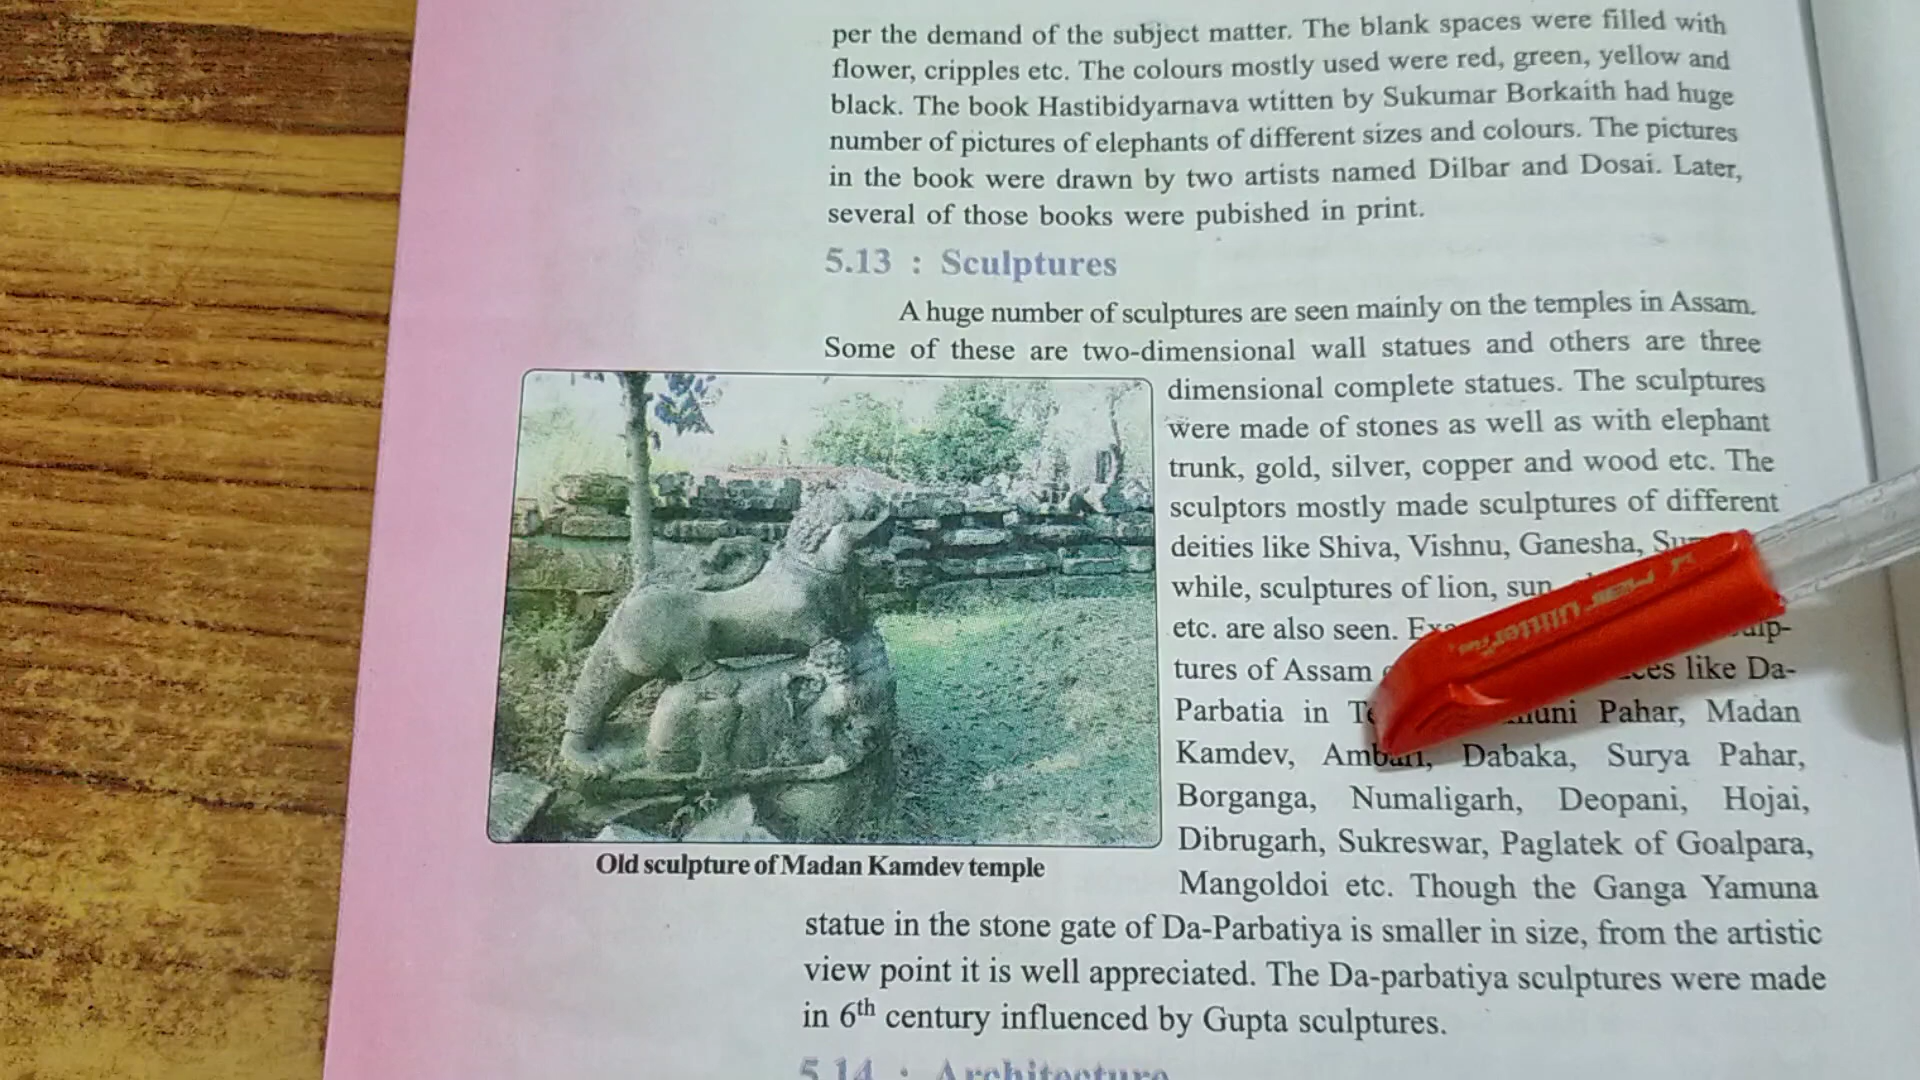 per the demand of the subject matter. The blank spaces were filled with
flower, cripples etc. The colours mostly used were red, green, yellow and
black. The book Hastibidyarnava wtitten by Sukumar Borkaith had huge
number of pictures of elephants of different sizes and colours. The pictures
in the book were drawn by two artists named Dilbar and Dosai. Later,
several of those books were pubished in print.
5.13 : Sculptures
A huge number of sculptures are seen mainly on the temples in Assam.
Some of these are two-dimensional wall statues and others are three
dimensional complete statues. The sculptures
were made of stones as well as with elephant
trunk, gold, silver, copper and wood etc. The
sculptors mostly made sculptures of different
deities like Shiva, Vishnu, Ganesha,
while, sculptures of lion, sun,
etc. are also seen.
tures of Assam like Da-
Parbatia in Pahar, Madan
Kamdev, Ambari, Dabaka, Surya Pahar,
Borganga, Numaligarh, Deopani, Hojai,
Dibrugarh, Sukreswar, Paglatek of Goalpara,
Mangoldoi etc. Though the Ganga Yamuna
Old sculpture of Madan Kamdev temple
statue in the stone gate of Da-Parbatiya is smaller in size, from the artistic
view point it is well appreciated. The Da-parbatiya sculptures were made
in 6th century influenced by Gupta sculptures.
5.14 : Architecture